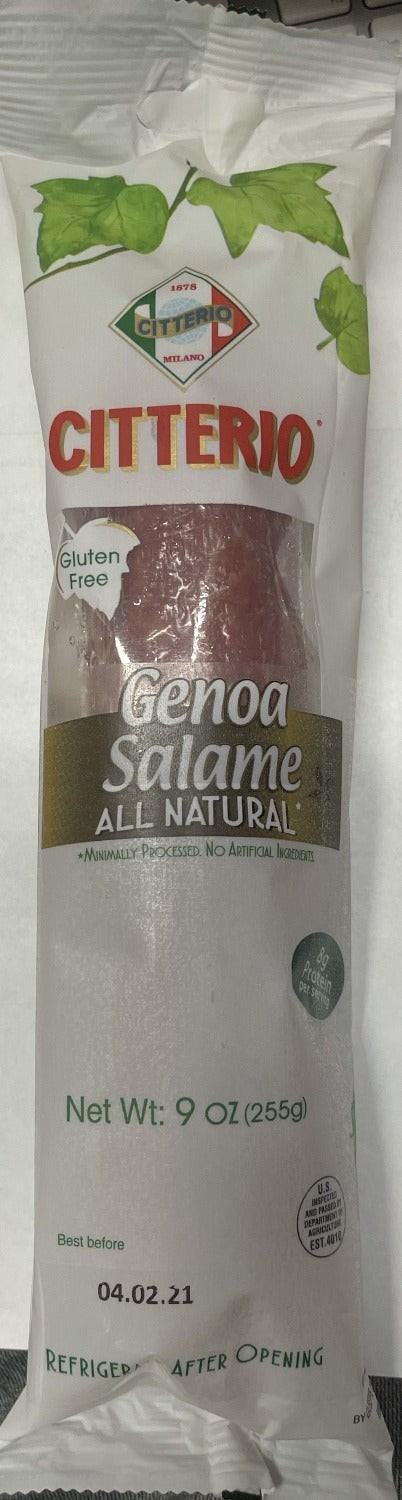 1878
CITTERIO
MILANO
CITTERIO®
Gluten
Free
Genoa
Salame
ALL NATURAL*
*MINIMALLY PROCESSED. NO ARTIFICIAL INGREDIENTS.
8g
Protein
per serving
Net Wt: 9 OZ (255g)
U.S.
INSPECTED
AND PASSED BY
DEPARTMENT OF
AGRICULTURE
EST.4010
Best before
04.02.21
AFTER OPENING
BY